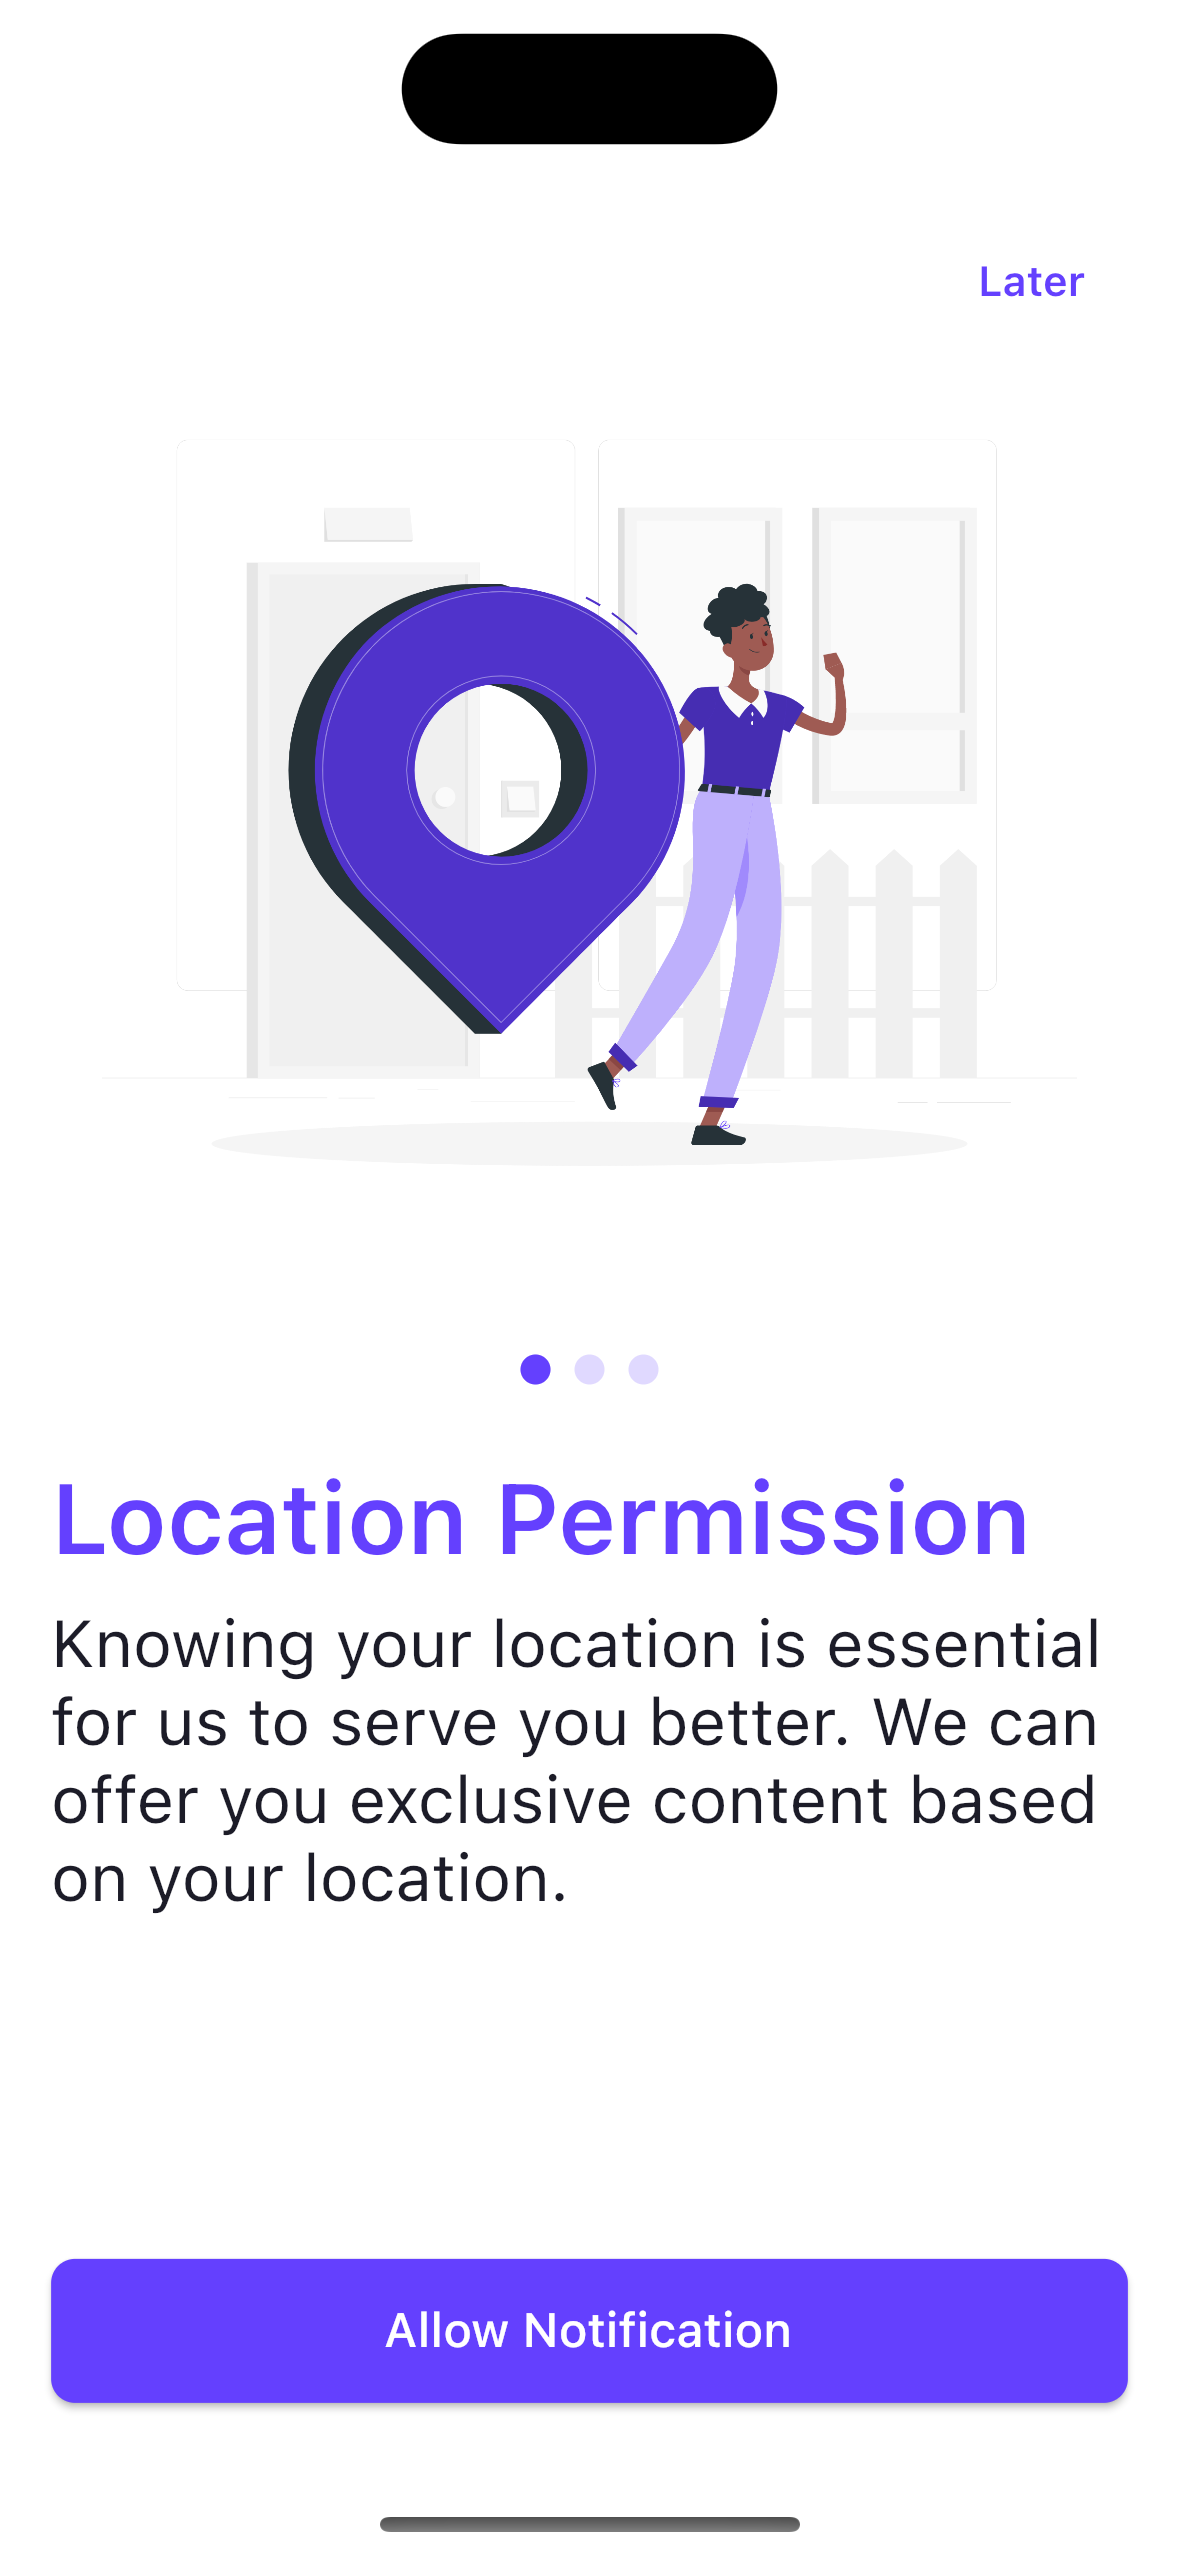 Later
Location Permission
Knowing your location is essential
for us to serve you better. We can
offer you exclusive content based
on your location.
Allow Notification